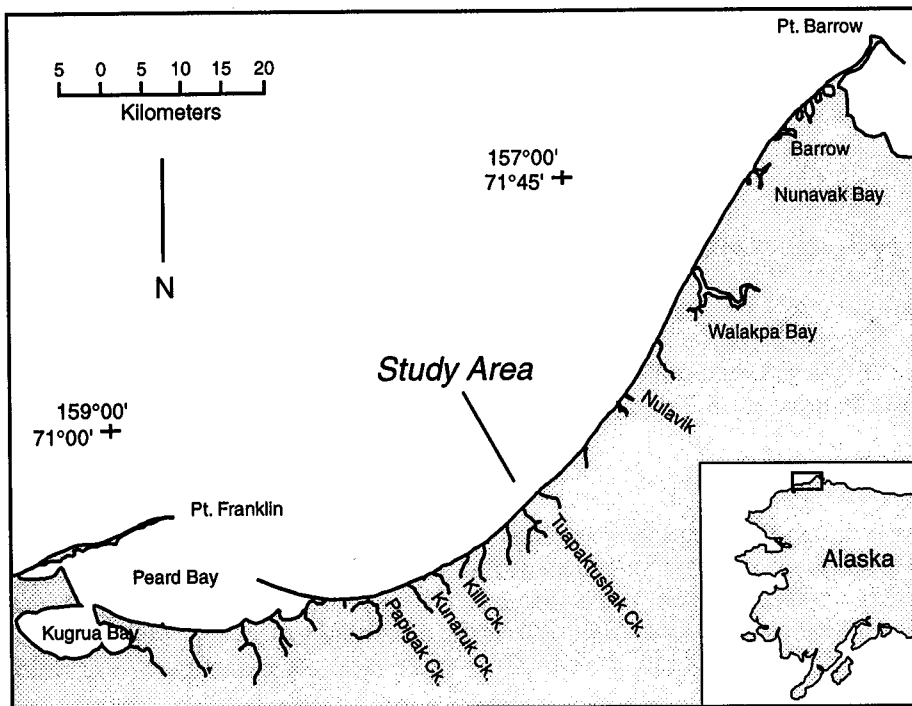 Pt. Barrow
5 0 5 10 15 20
Kilometers
157°00'
71°45'
Barrow
Nunavak Bay
N
Walakpa Bay
Study Area
Nulavik
159°00'
71°00'
Pt. Franklin
Peard Bay
Kugrua Bay
Papigak Ck.
Kunaruk Ck.
Killi Ck.
Tuapaktushak Ck.
Alaska